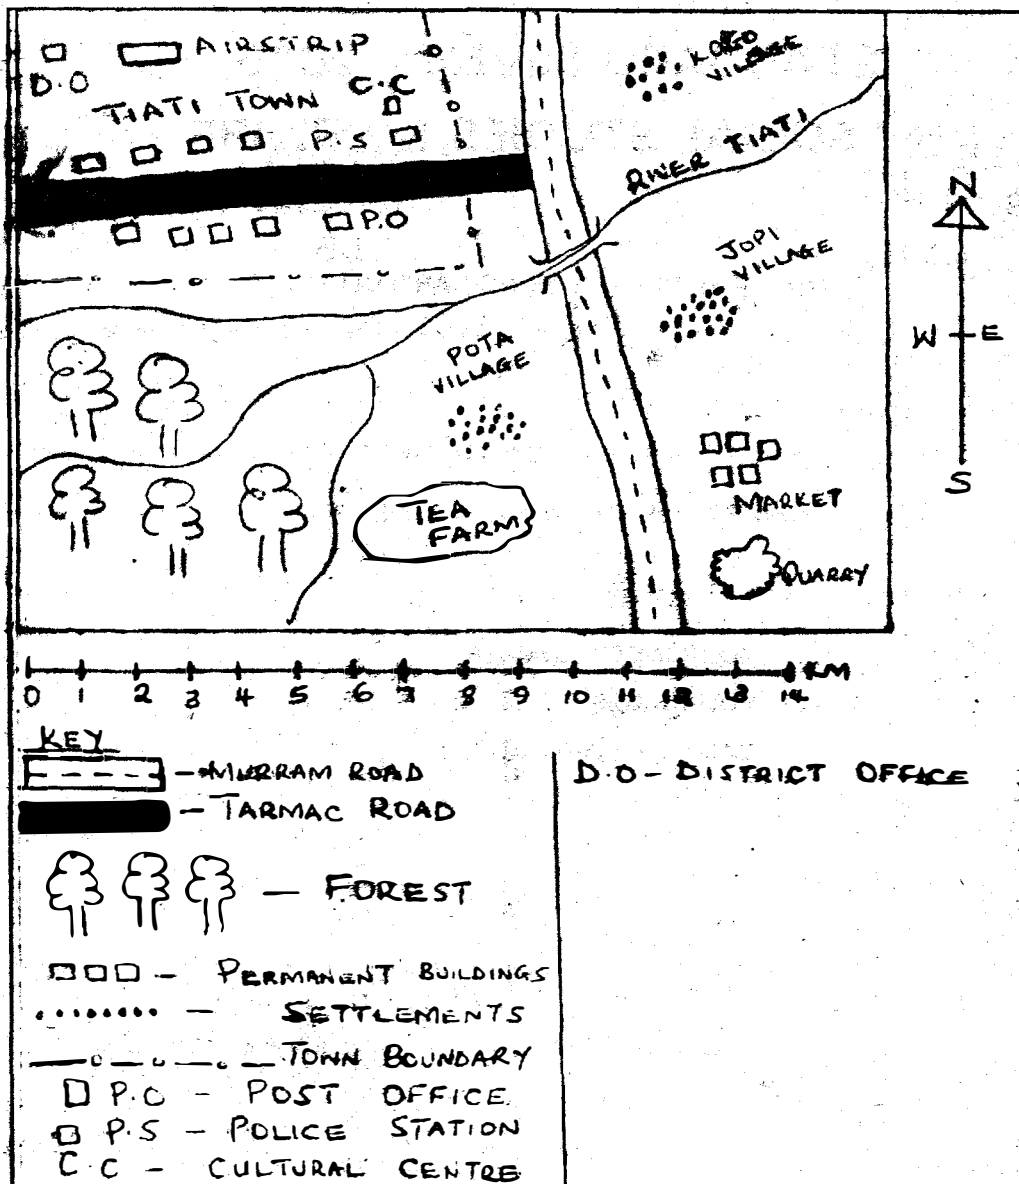 AIRSTRIP
D.O
TIATI TOWN
C.C
P.S
P.O
KOKO
VILLAGE
RIVER TIATI
JOPI
VILLAGE
POTA
VILLAGE
TEA
FARM
MARKET
QUARRY
N
W E
S
0 1 2 3 4 5 6 7 8 9 10 11 12 13 14 KM
KEY
- MURRAM ROAD
- TARMAC ROAD
- FOREST
- PERMANENT BUILDINGS
- SETTLEMENTS
TOWN BOUNDARY
P.O - POST OFFICE
P.S - POLICE STATION
C.C - CULTURAL CENTRE
D.O - DISTRICT OFFICE